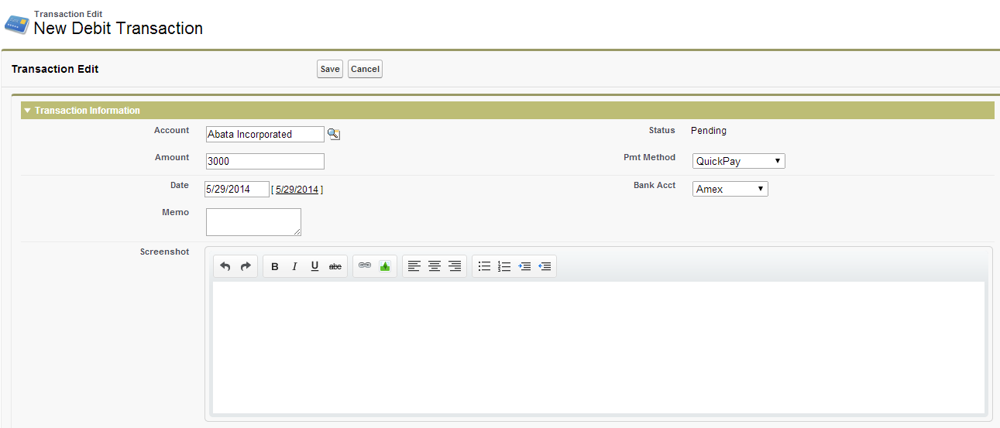 Transaction Edit
New Debit Transaction
Transaction Edit Save Cancel
Transaction Information
Account Abata Incorporated Status Pending
Amount 3000 Pmt Method QuickPay
Date 5/29/2014 [ 5/29/2014 ] Bank Acct Amex
Memo
Screenshot
B I U abc